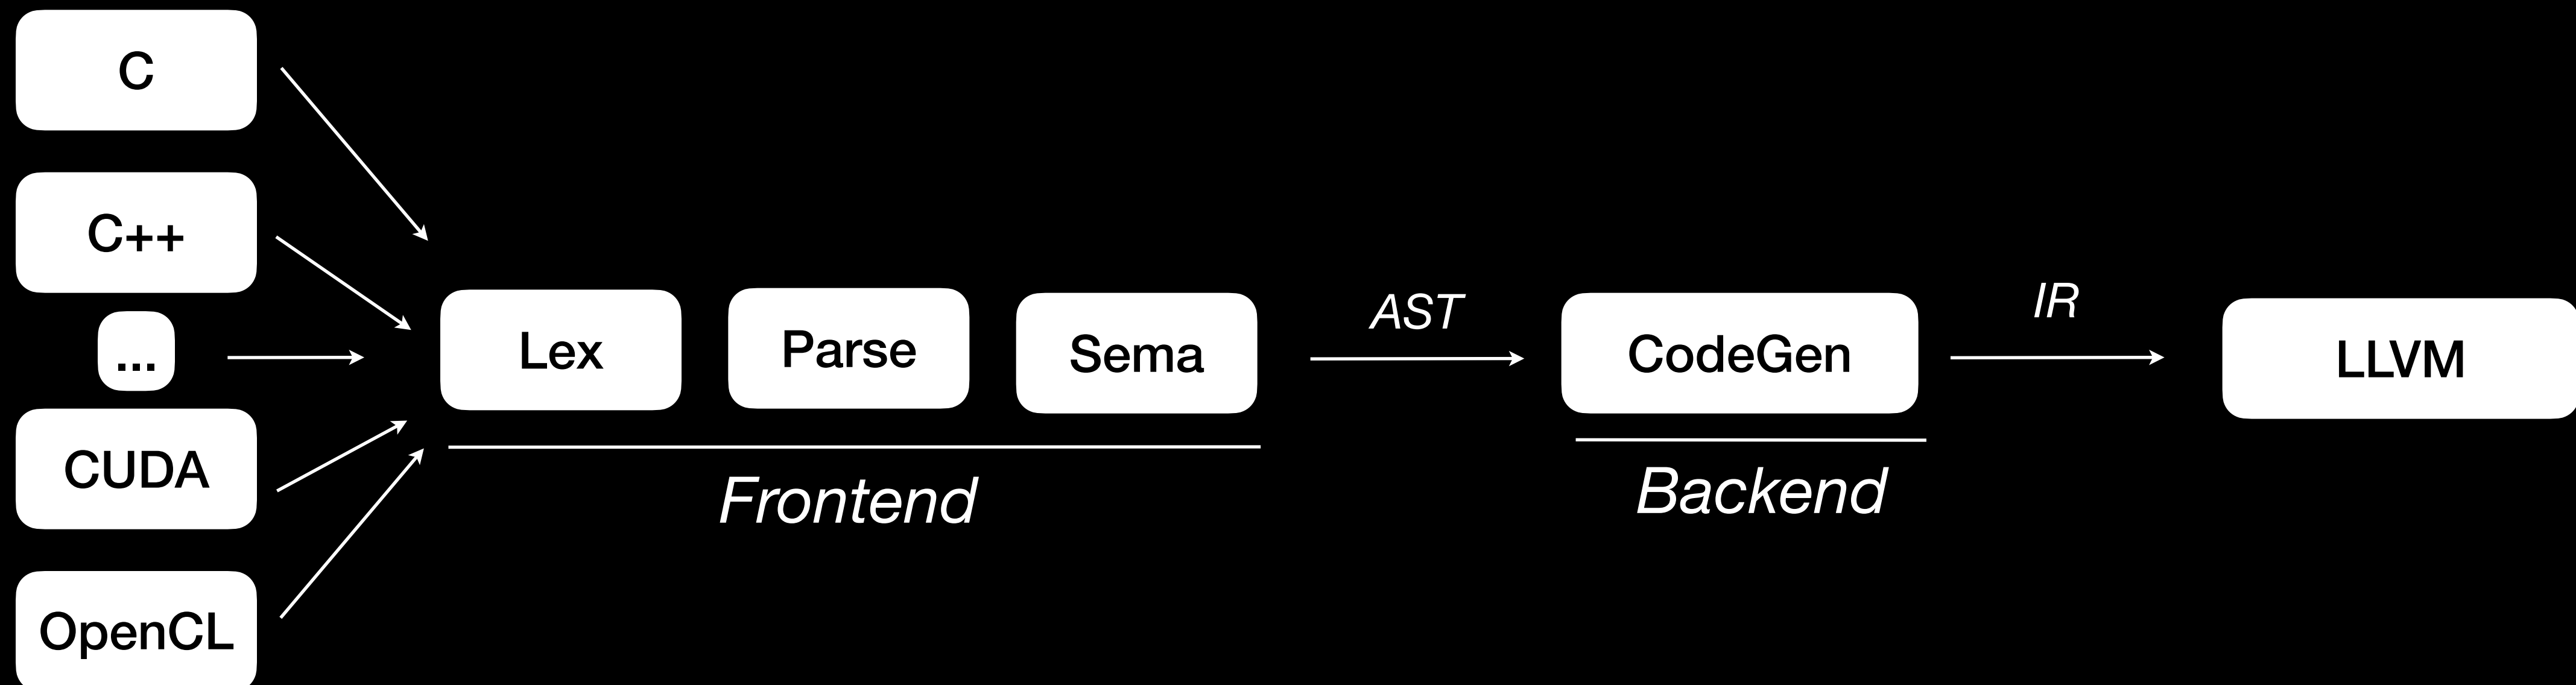 C
C++
...
CUDA
OpenCL
Lex
Parse
Sema
Frontend
AST
CodeGen
Backend
IR
LLVM